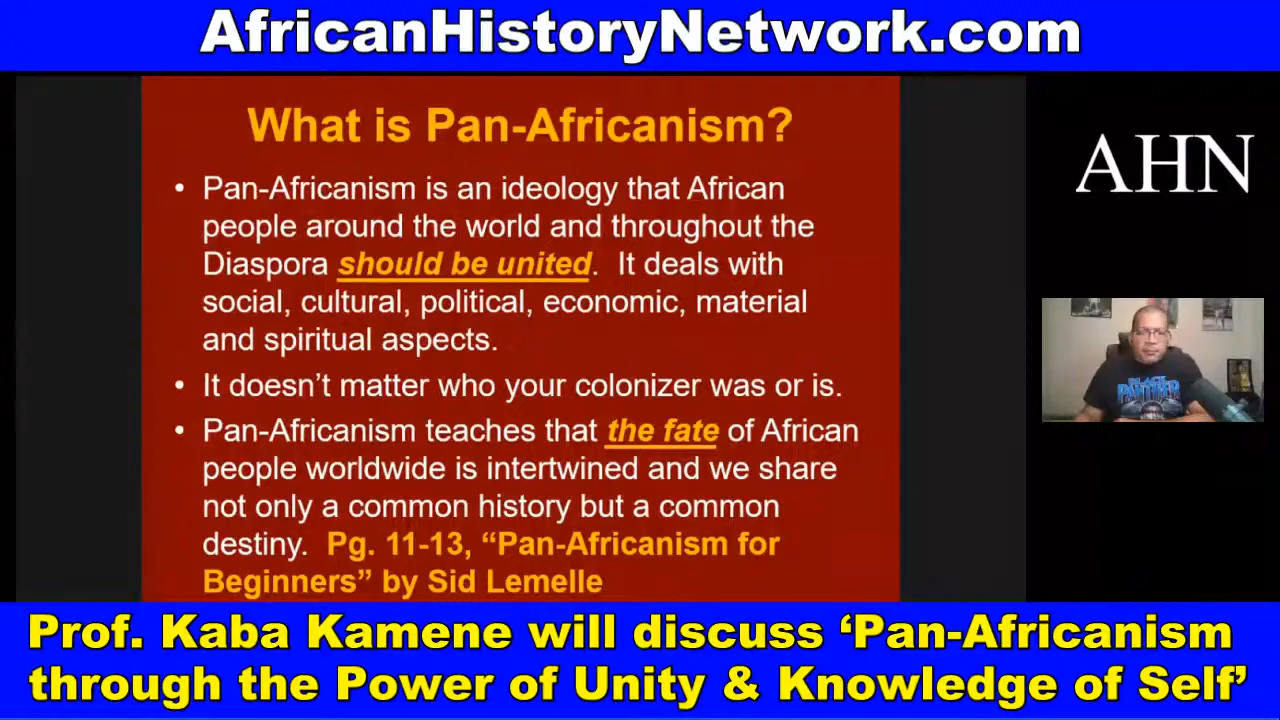 AfricanHistoryNetwork.com
What is Pan-Africanism?
• Pan-Africanism is an ideology that African
people around the world and throughout the
Diaspora should be united. It deals with
social, cultural, political, economic, material
and spiritual aspects.
• It doesn't matter who your colonizer was or is.
• Pan-Africanism teaches that the fate of African
people worldwide is intertwined and we share
not only a common history but a common
destiny. Pg. 11-13, “Pan-Africanism for
Beginners” by Sid Lemelle
AHN
BLACK
PANTHER
Prof. Kaba Kamene will discuss ‘Pan-Africanism
through the Power of Unity & Knowledge of Self’